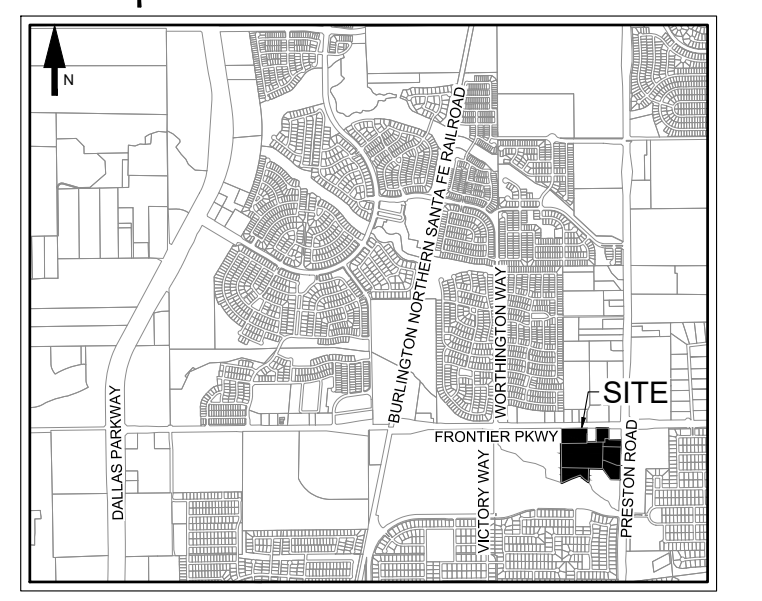 N
BURLINGTON NORTHERN SANTA FE RAILROAD
WORTHINGTON WAY
SITE
DALLAS PARKWAY
FRONTIER PKWY
VICTORY WAY
PRESTON ROAD